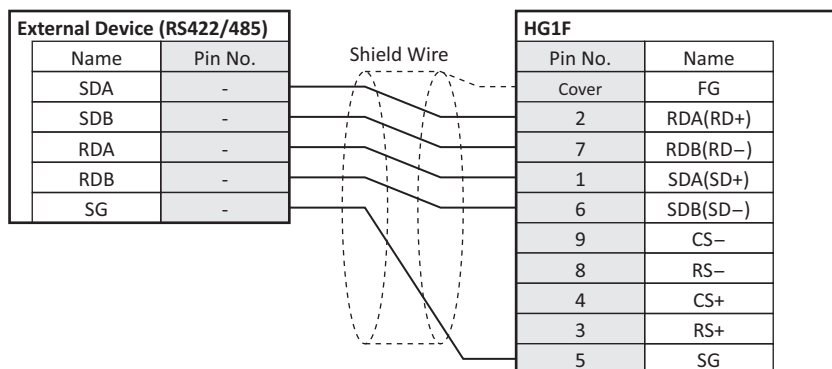 External Device (RS422/485)
Name Pin No.
SDA -
SDB -
RDA -
RDB -
SG -
Shield Wire
HG1F
Pin No. Name
Cover FG
2 RDA(RD+)
7 RDB(RD−)
1 SDA(SD+)
6 SDB(SD−)
9 CS−
8 RS−
4 CS+
3 RS+
5 SG